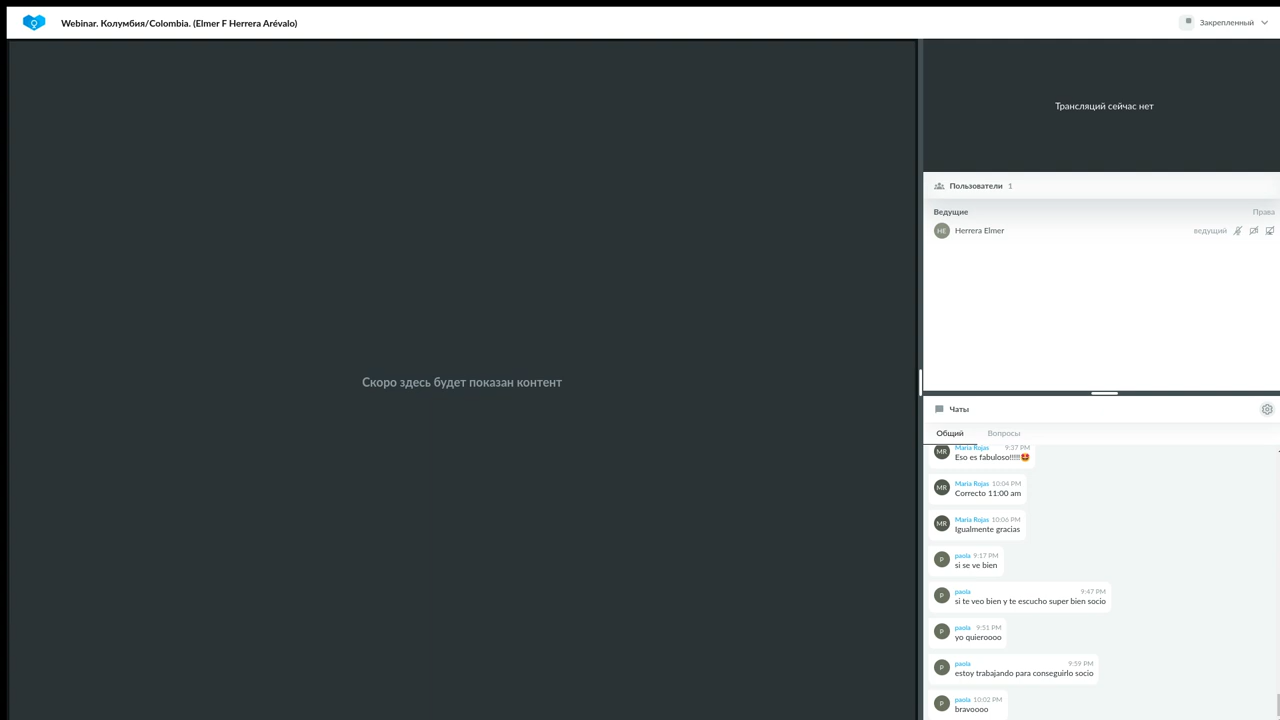 Webinar. Колумбия/Colombia. (Elmer F Herrera Arévalo)
Закрепленный
Трансляций сейчас нет
Пользователи 1
Ведущие Права
HE Herrera Elmer ведущий
Скоро здесь будет показан контент
Чаты
Общий Вопросы
MR Maria Rojas 9:37 PM
Eso es fabuloso!!!!!🤩
MR Maria Rojas 10:04 PM
Correcto 11:00 am
MR Maria Rojas 10:06 PM
Igualmente gracias
P paola 9:17 PM
si se ve bien
P paola 9:47 PM
si te veo bien y te escucho super bien socio
P paola 9:51 PM
yo quieroooo
P paola 9:59 PM
estoy trabajando para conseguirlo socio
P paola 10:02 PM
bravoooo